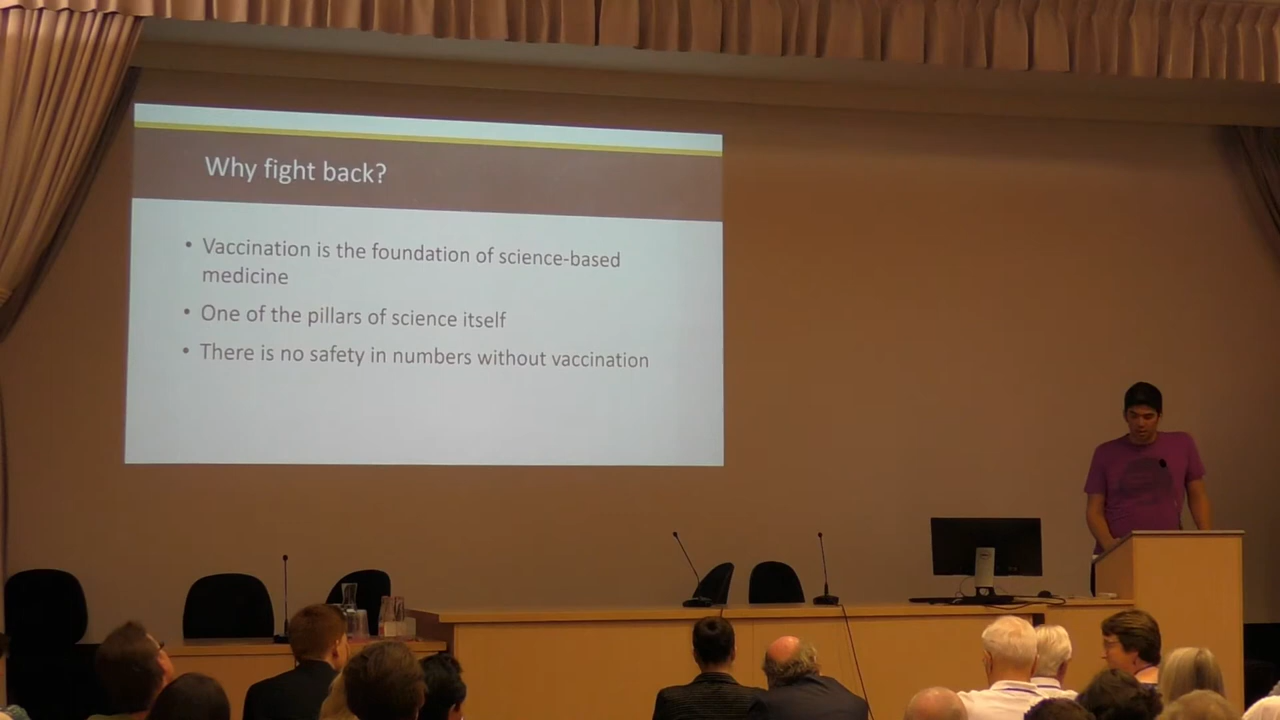 Why fight back?
• Vaccination is the foundation of science-based
medicine
• One of the pillars of science itself
• There is no safety in numbers without vaccination